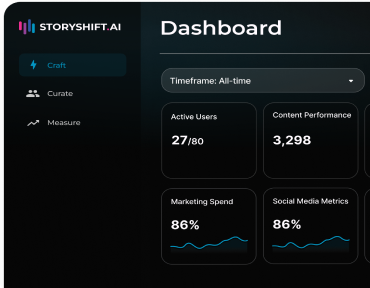 STORYSHIFT.AI
Dashboard
Craft
Curate
Measure
Timeframe: All-time
Active Users
27/80
Content Performance
3,298
Marketing Spend
86%
Social Media Metrics
86%